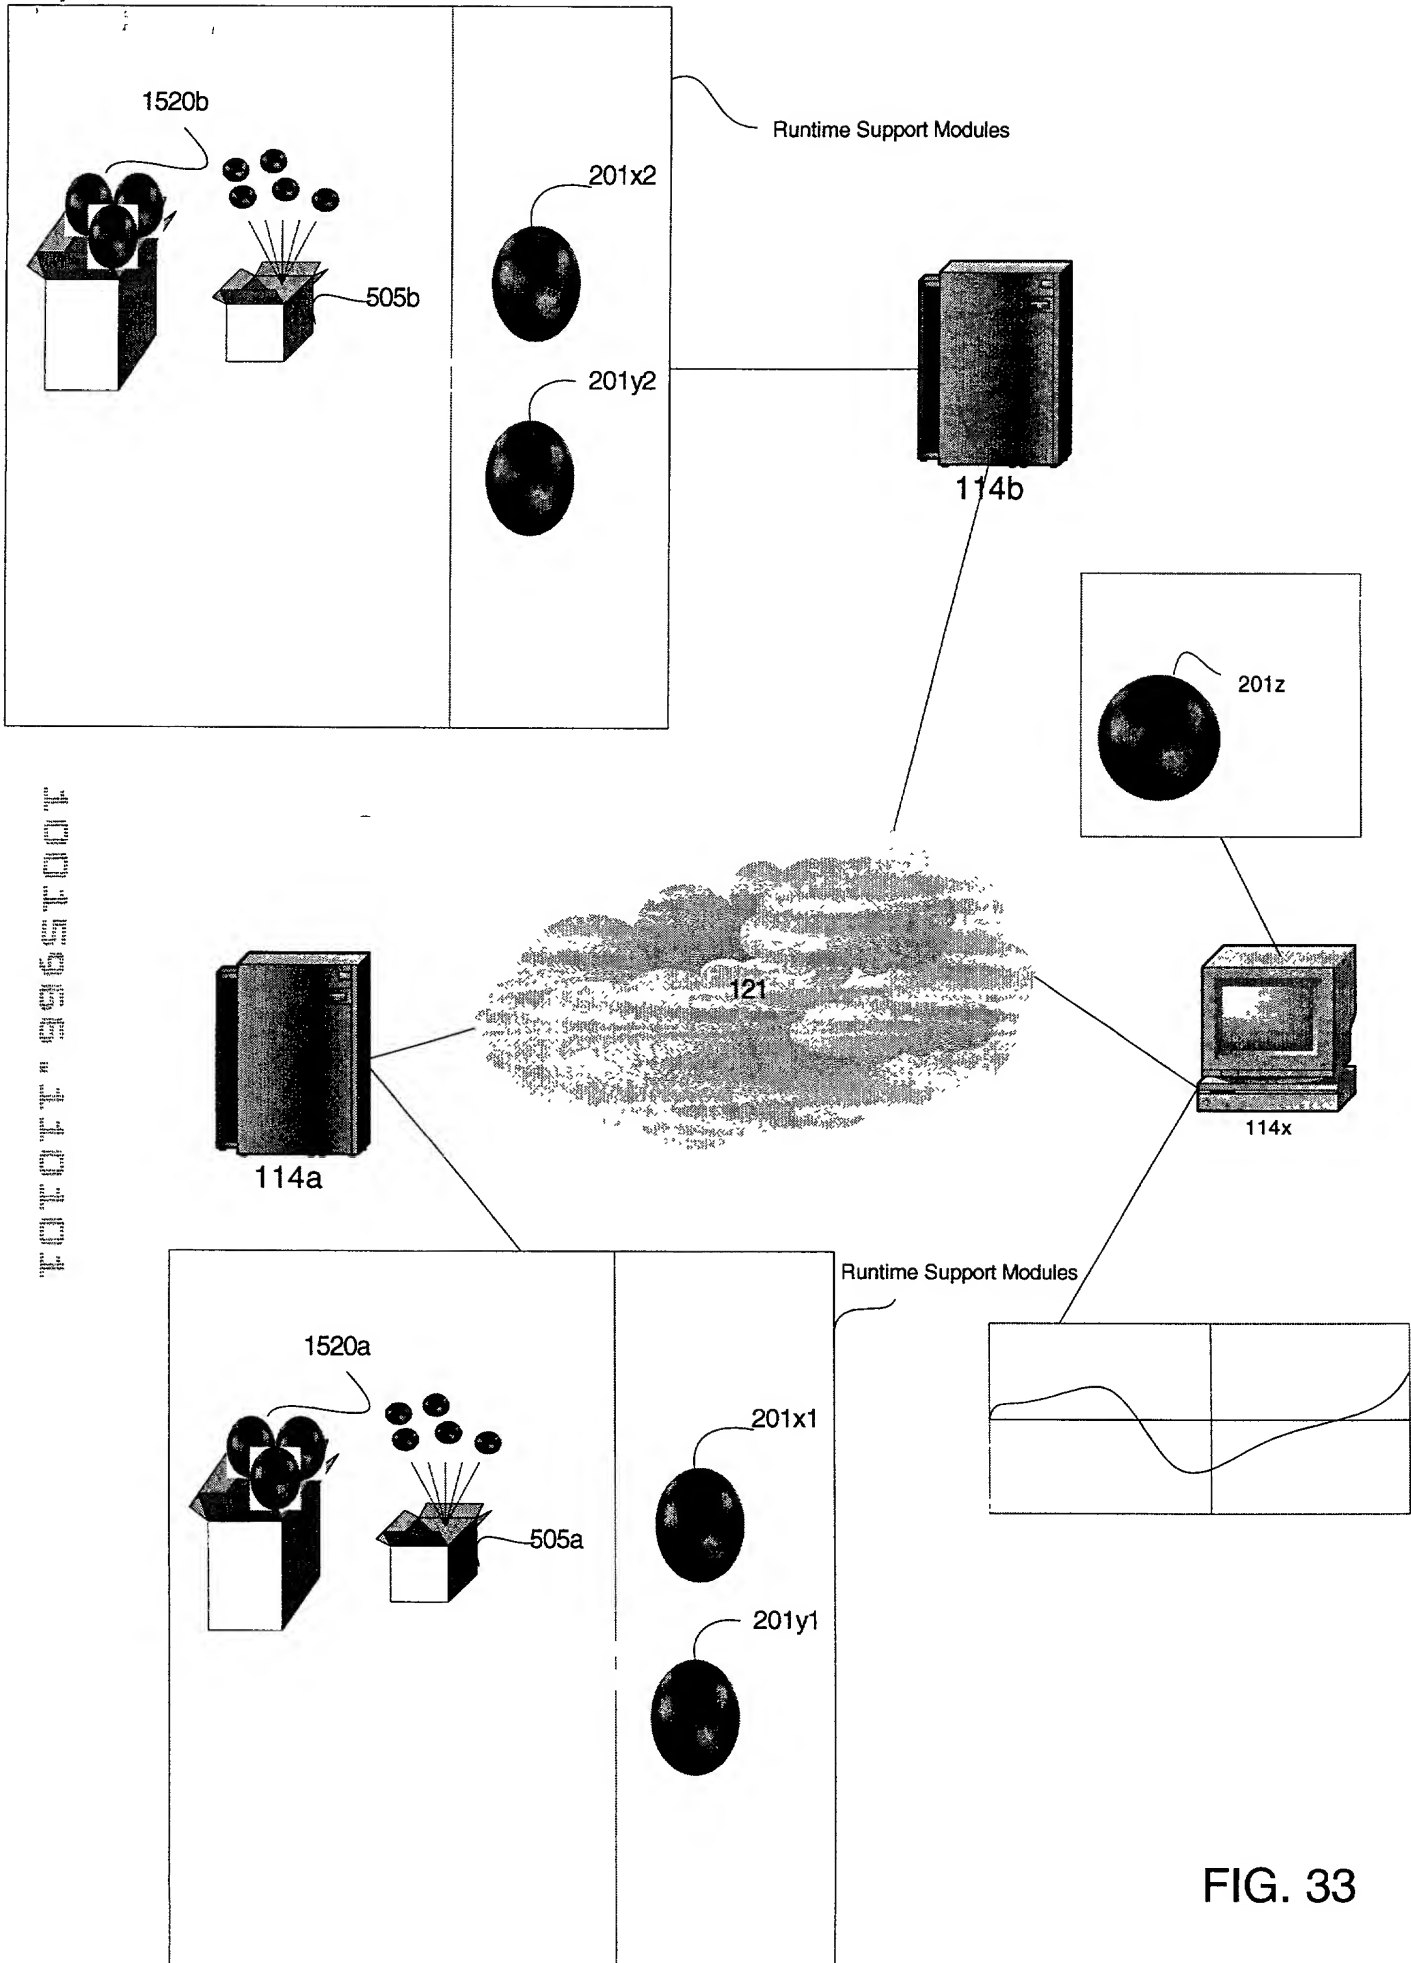 1520b
Runtime Support Modules
201x2
505b
201y2
114b
201z
121
114a
114x
Runtime Support Modules
1520a
201x1
505a
201y1
FIG. 33